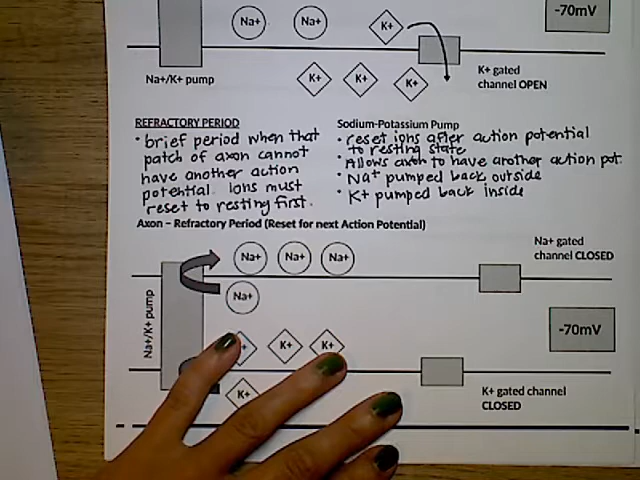 Na+ Na+ K+
-70mV
Na+/K+ pump
K+ K+ K+
K+ gated
channel OPEN
REFRACTORY PERIOD
• brief period when that
patch of axon cannot
have another action
potential. Ions must
reset to resting first.
Sodium-Potassium Pump
• reset ions after action potential
to resting state
• Allows axon to have another action pot.
• Na+ pumped back outside
• K+ pumped back inside
Axon – Refractory Period (Reset for next Action Potential)
Na+ Na+ Na+
Na+ gated
channel CLOSED
Na+
Na+/K+ pump
-70mV
+ K+ K+
K+
K+ gated channel
CLOSED